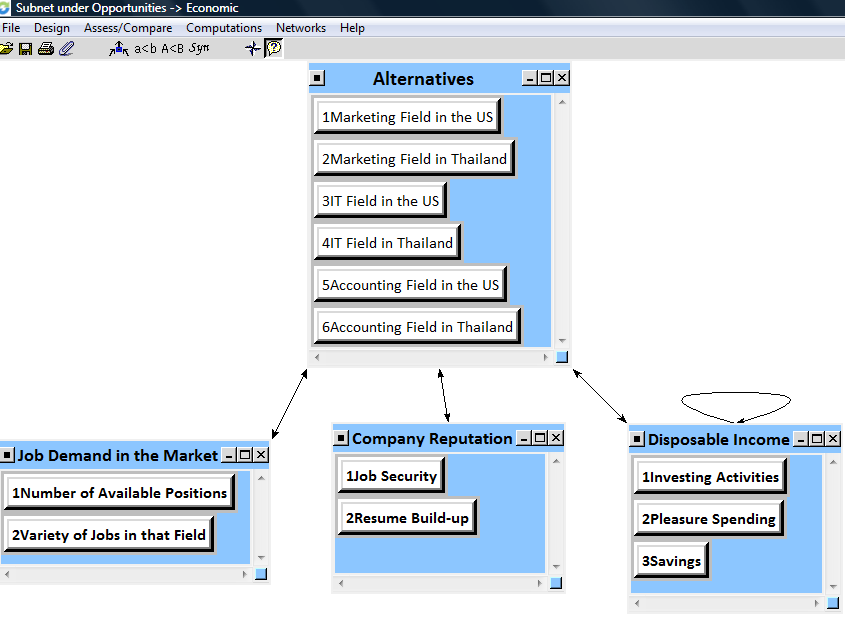 Subnet under Opportunities -> Economic
File Design Assess/Compare Computations Networks Help
a<b A<B Syn
Alternatives
1Marketing Field in the US
2Marketing Field in Thailand
3IT Field in the US
4IT Field in Thailand
5Accounting Field in the US
6Accounting Field in Thailand
Job Demand in the Market
1Number of Available Positions
2Variety of Jobs in that Field
Company Reputation
1Job Security
2Resume Build-up
Disposable Income
1Investing Activities
2Pleasure Spending
3Savings